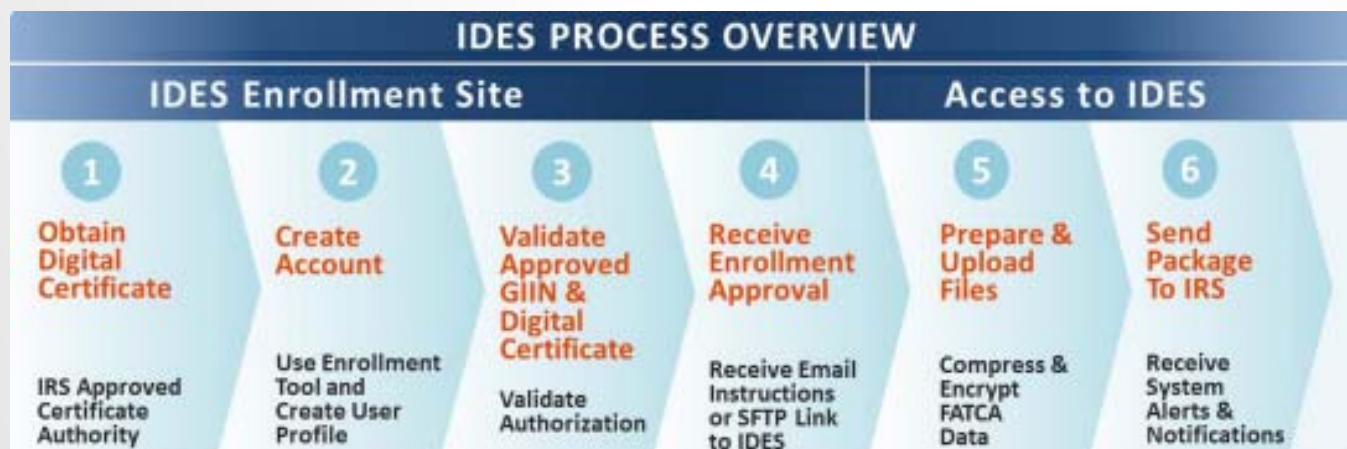 IDES PROCESS OVERVIEW
IDES Enrollment Site
Access to IDES
1
Obtain
Digital
Certificate
IRS Approved
Certificate
Authority
2
Create
Account
Use Enrollment
Tool and
Create User
Profile
3
Validate
Approved
GIIN &
Digital
Certificate
Validate
Authorization
4
Receive
Enrollment
Approval
Receive Email
Instructions
or SFTP Link
to IDES
5
Prepare &
Upload
Files
Compress &
Encrypt
FATCA
Data
6
Send
Package
To IRS
Receive
System
Alerts &
Notifications